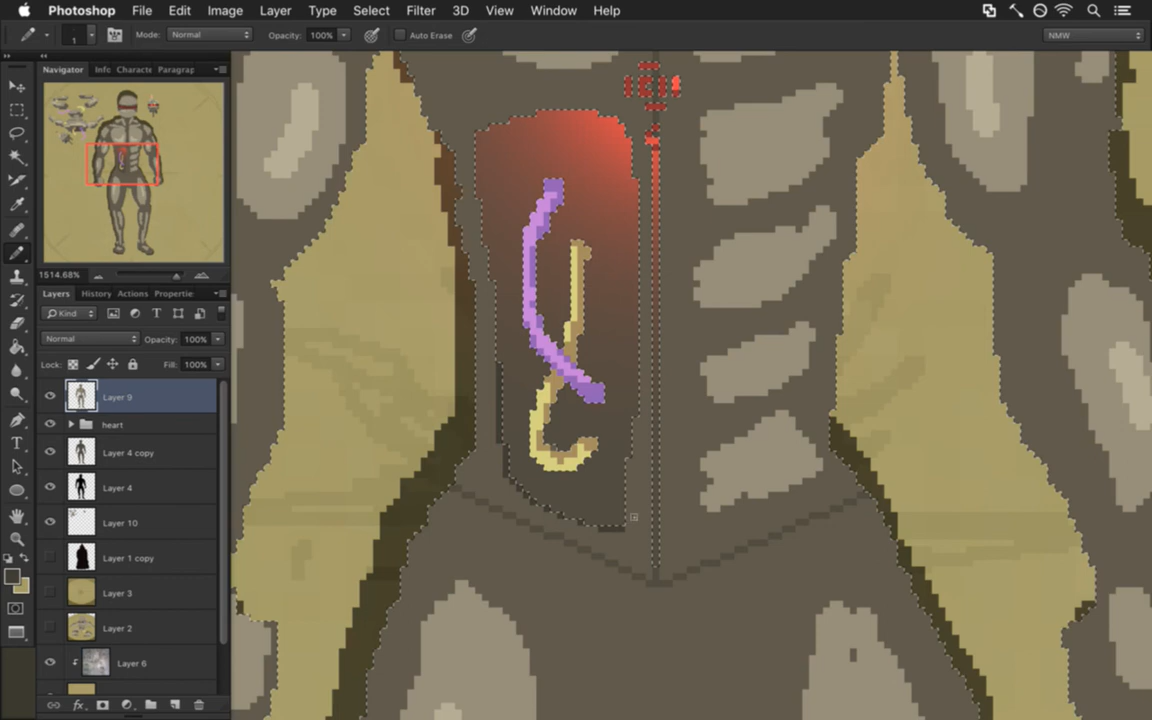 Photoshop File Edit Image Layer Type Select Filter 3D View Window Help
1 Mode: Normal Opacity: 100% Auto Erase NMW
Navigator Info Characte Paragrap
1514.68%
Layers History Actions Propertie
Kind
Normal Opacity: 100%
Lock: Fill: 100%
Layer 9
heart
Layer 4 copy
Layer 4
Layer 10
Layer 1 copy
Layer 3
Layer 2
Layer 6
fx